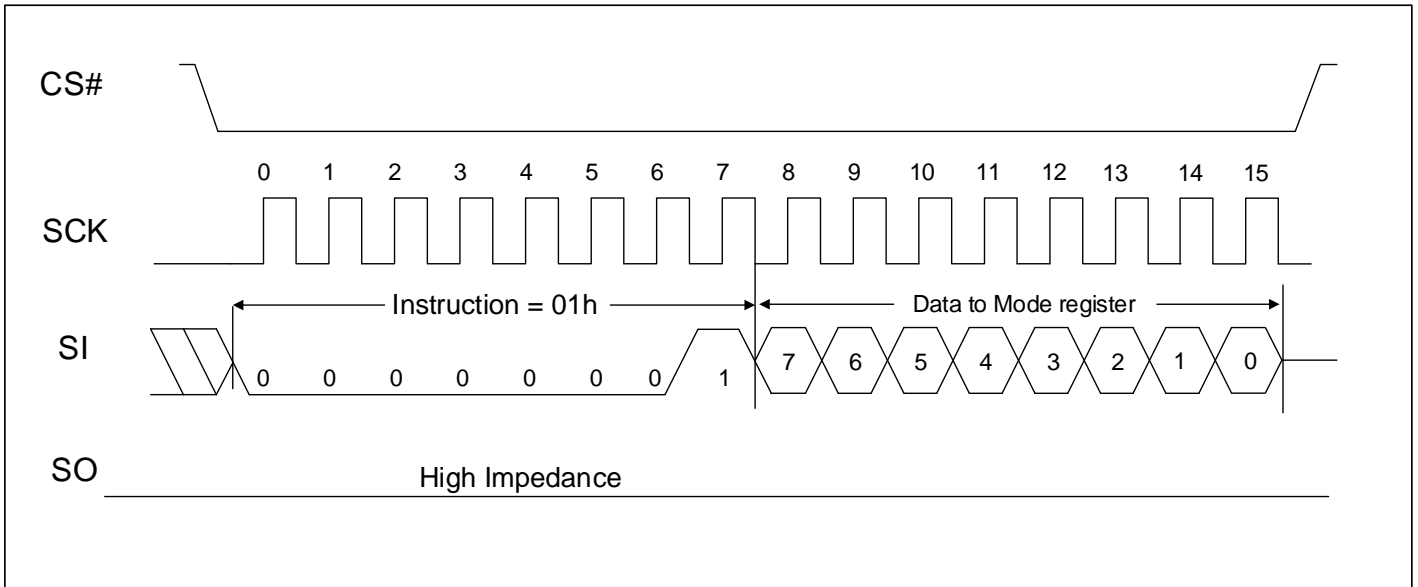 CS#
0 1 2 3 4 5 6 7 8 9 10 11 12 13 14 15
SCK
Instruction = 01h Data to Mode register
SI
0 0 0 0 0 0 0 1 7 6 5 4 3 2 1 0
SO
High Impedance